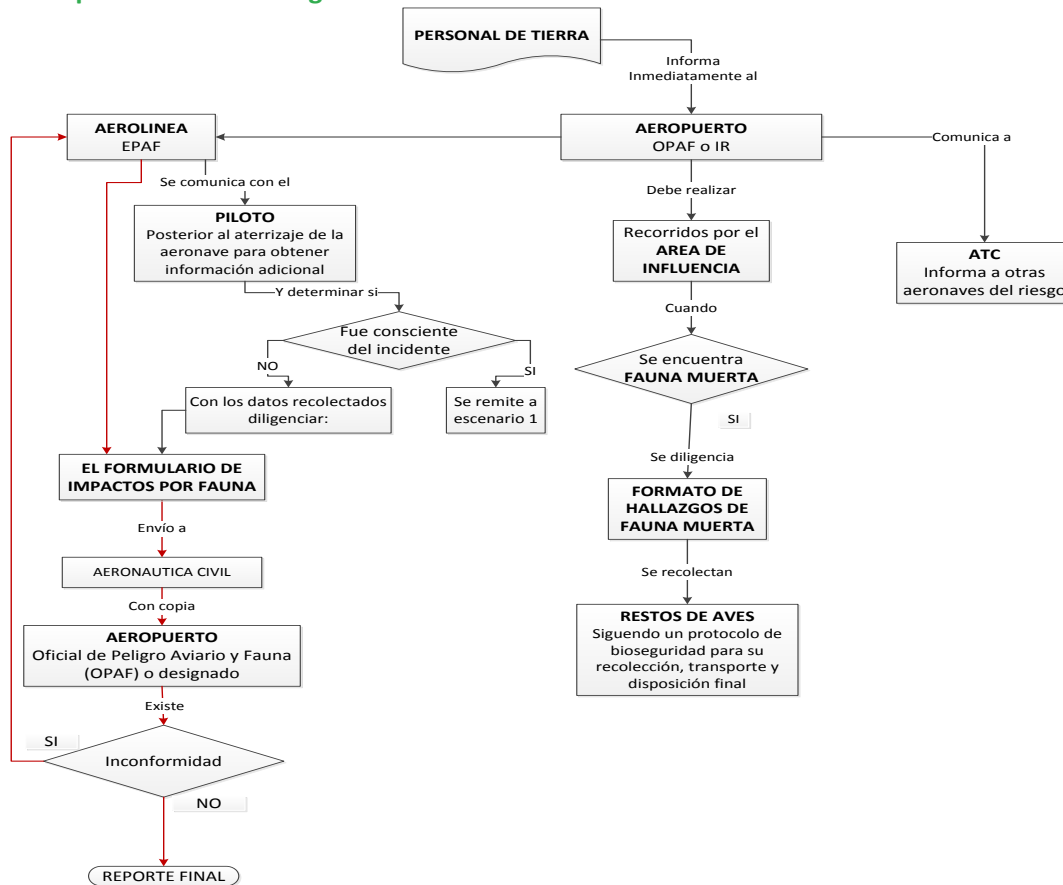 PERSONAL DE TIERRA
Informa
Inmediatamente al
AEROLINEA
EPAF
AEROPUERTO
OPAF o IR
Comunica a
Se comunica con el
Debe realizar
PILOTO
Posterior al aterrizaje de la
aeronave para obtener
información adicional
Recorridos por el
AREA DE
INFLUENCIA
ATC
Informa a otras
aeronaves del riesgo
Y determinar si
Cuando
Fue consciente
del incidente
NO
SI
Se encuentra
FAUNA MUERTA
Con los datos recolectados
diligenciar:
Se remite a
escenario 1
SI
EL FORMULARIO DE
IMPACTOS POR FAUNA
Se diligencia
FORMATO DE
HALLAZGOS DE
FAUNA MUERTA
Envío a
AERONAUTICA CIVIL
Se recolectan
Con copia
RESTOS DE AVES
Siguendo un protocolo de
bioseguridad para su
recolección, transporte y
disposición final
AEROPUERTO
Oficial de Peligro Aviario y Fauna
(OPAF) o designado
Existe
SI
Inconformidad
NO
REPORTE FINAL